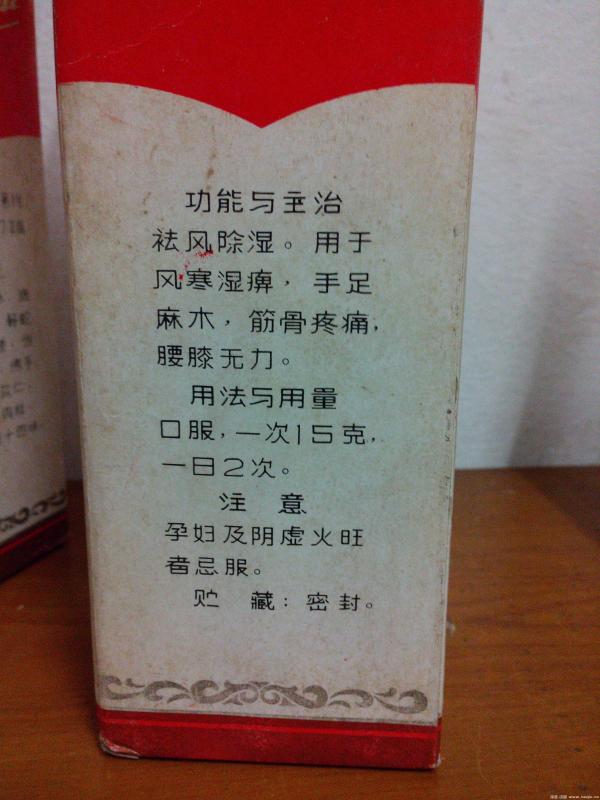 功能与主治
祛风除湿。用于
风寒湿痹，手足
麻木，筋骨疼痛，
腰膝无力。
用法与用量
口服，一次15克，
一日2次。
注 意
孕妇及阴虚火旺
者忌服。
贮 藏：密封。